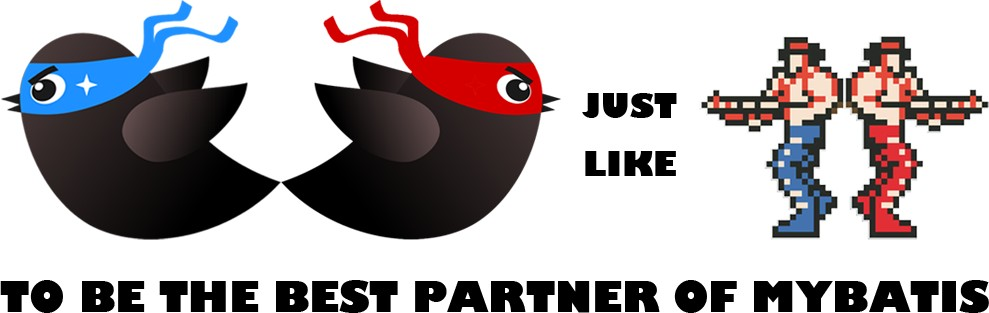 JUST
LIKE
TO BE THE BEST PARTNER OF MYBATIS